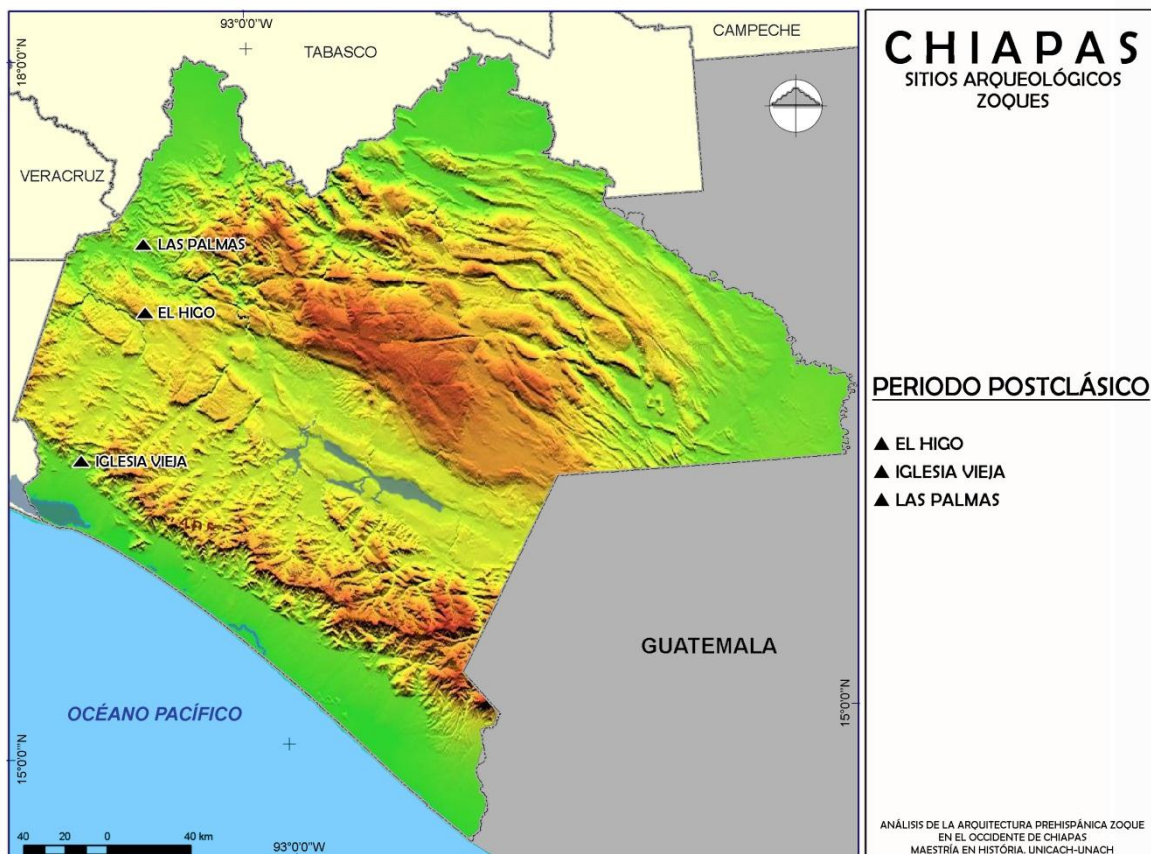 93°0'0"W
CAMPECHE
TABASCO
18°0'0"N
VERACRUZ
LAS PALMAS
EL HIGO
IGLESIA VIEJA
GUATEMALA
OCÉANO PACÍFICO
15°0'0"N
15°0'0"N
40 20 0 40 km
93°0'0"W
CHIAPAS
SITIOS ARQUEOLÓGICOS
ZOQUES
PERIODO POSTCLÁSICO
EL HIGO
IGLESIA VIEJA
LAS PALMAS
ANÁLISIS DE LA ARQUITECTURA PREHISPÁNICA ZOQUE
EN EL OCCIDENTE DE CHIAPAS
MAESTRÍA EN HISTÓRIA. UNICACH-UNACH